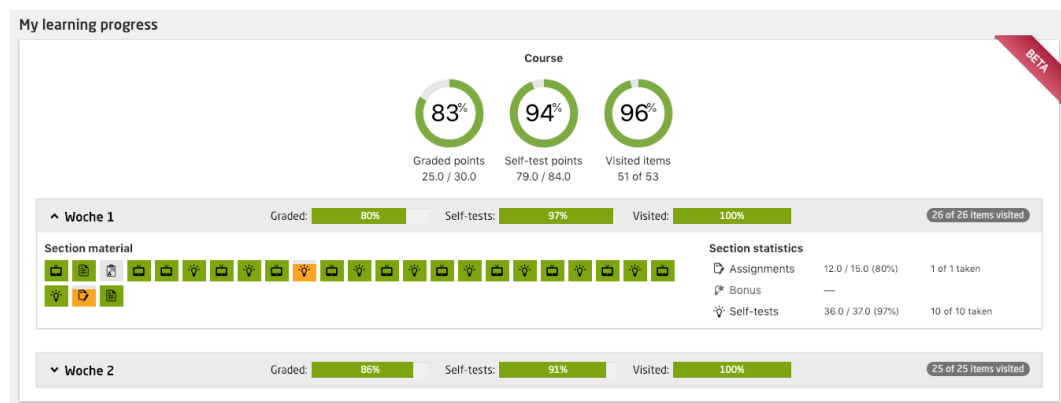 My learning progress
BETA
Course
83%
94%
96%
Graded points
Self-test points
Visited items
25.0 / 30.0
79.0 / 84.0
51 of 53
Woche 1
Graded:
80%
Self-tests:
97%
Visited:
100%
26 of 26 items visited
Section material
Section statistics
Assignments
12.0 / 15.0 (80%)
1 of 1 taken
Bonus
—
Self-tests
36.0 / 37.0 (97%)
10 of 10 taken
Woche 2
Graded:
86%
Self-tests:
91%
Visited:
100%
25 of 25 items visited